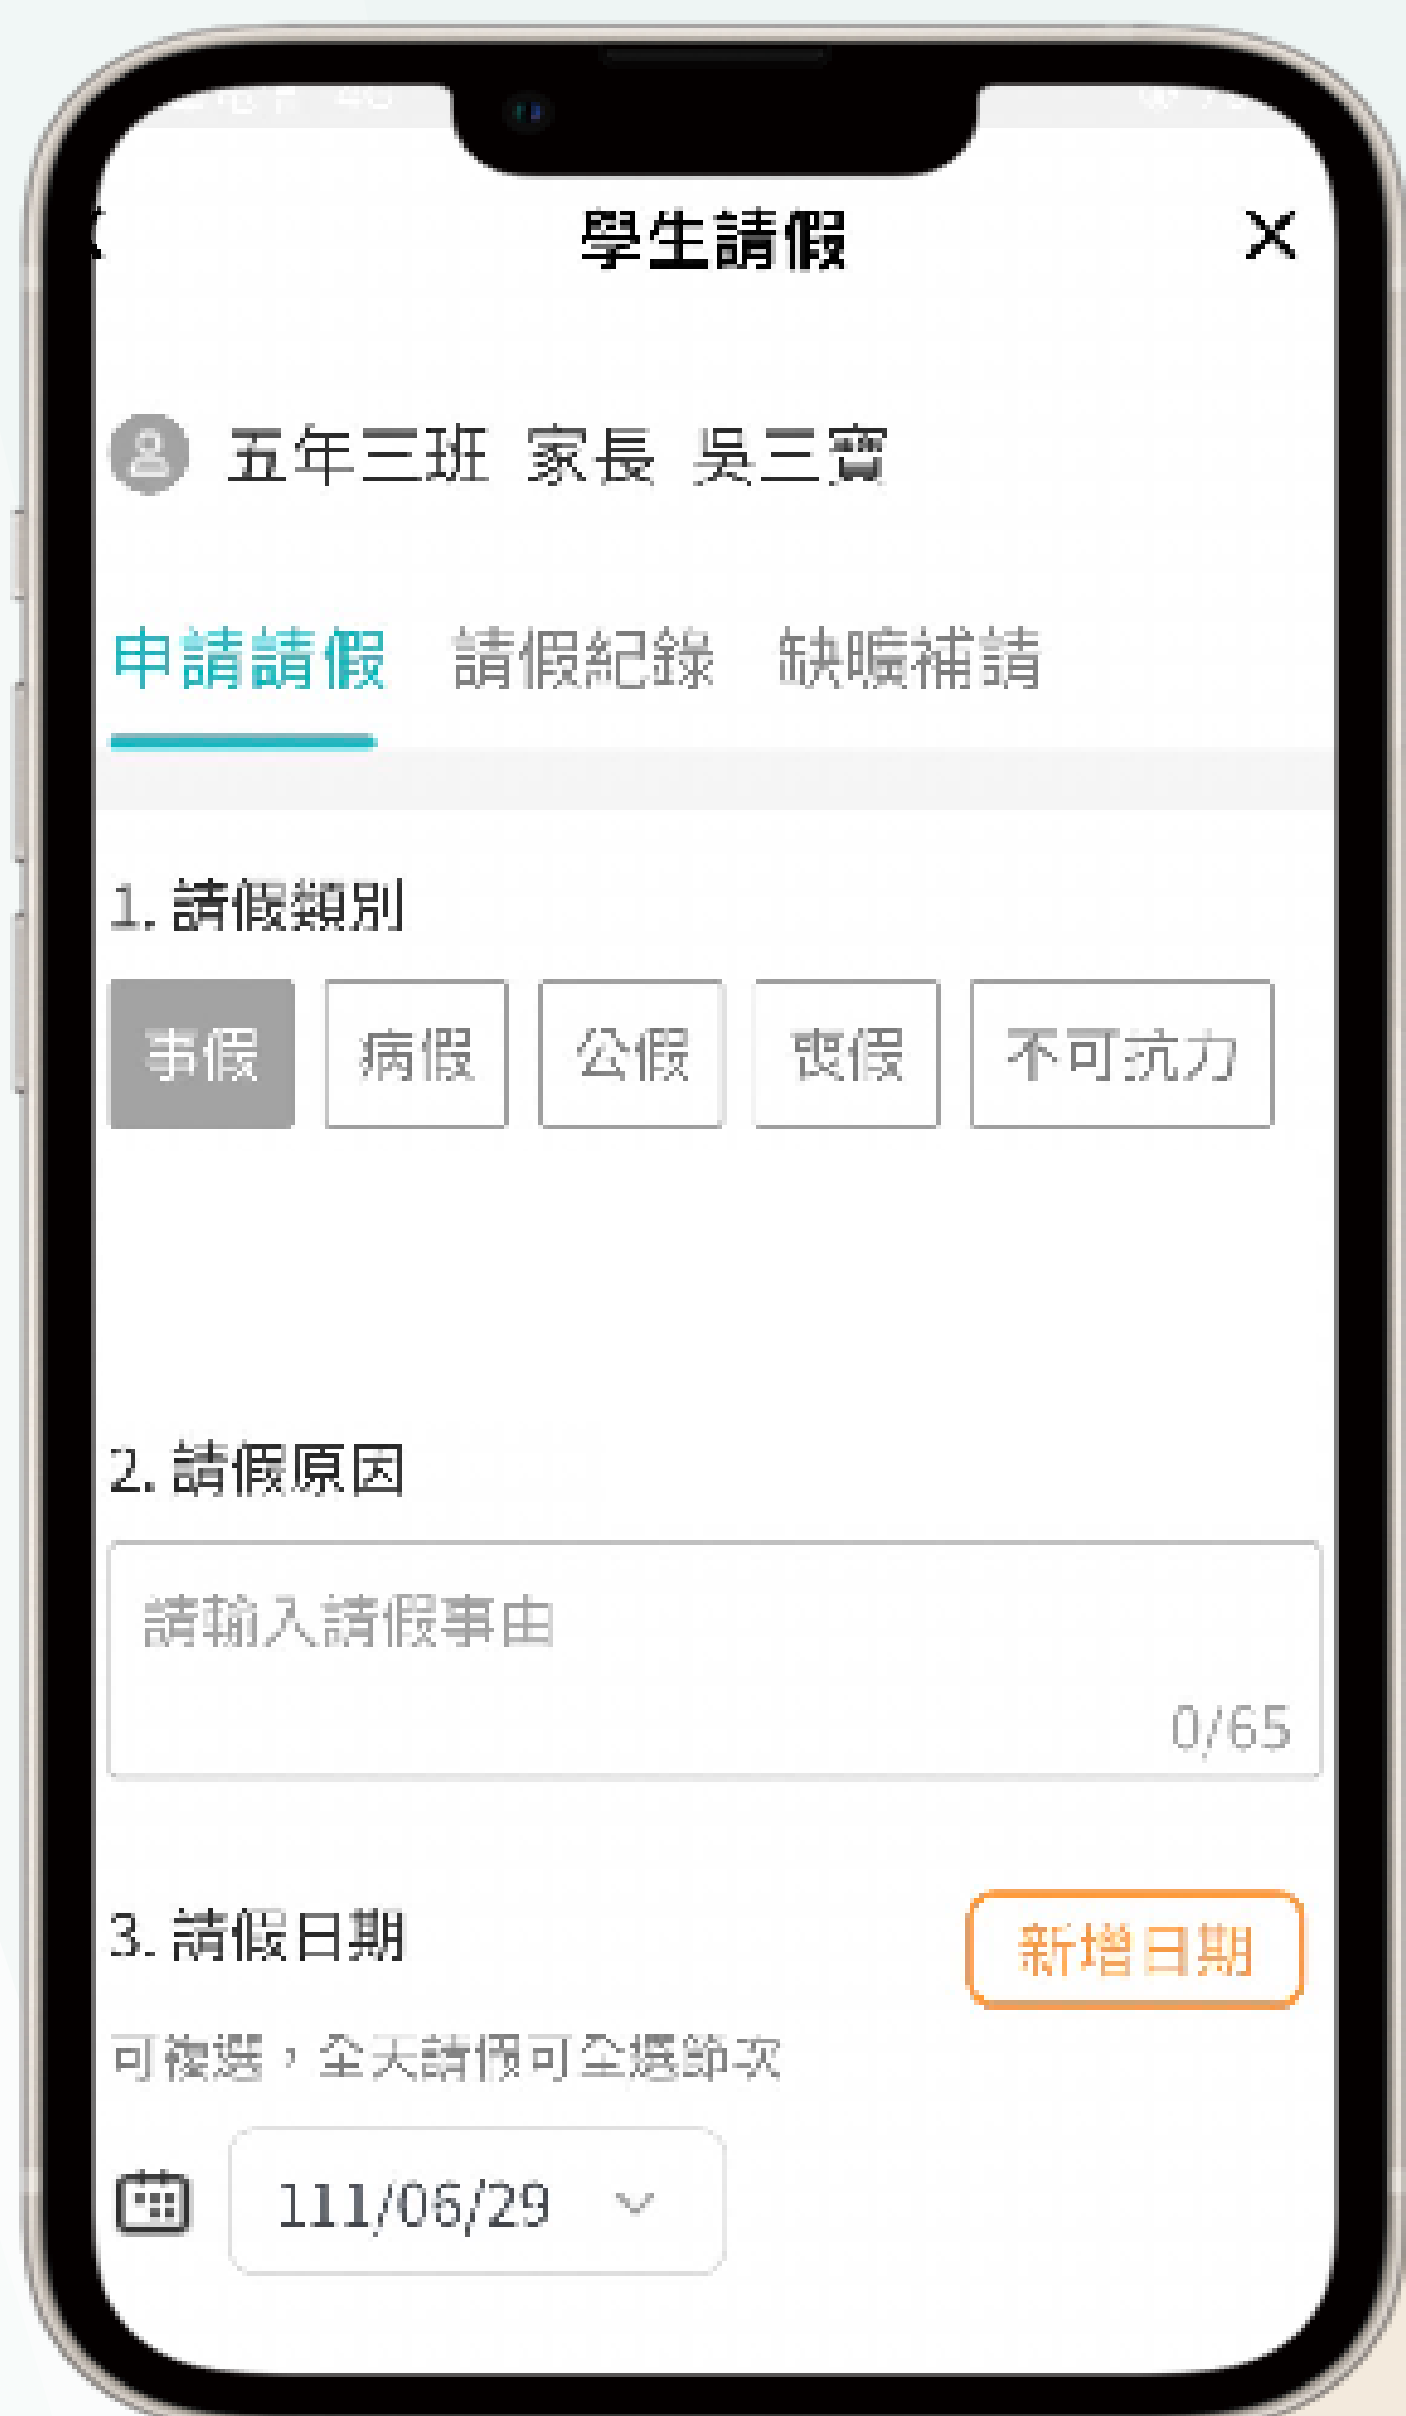 學生請假
五年三班 家長 吳三寶
申請請假 請假紀錄 缺曠補請
1. 請假類別
事假 病假 公假 喪假 不可抗力
2. 請假原因
請輸入請假事由
0/65
3. 請假日期 新增日期
可複選，全天請假可全選節次
111/06/29